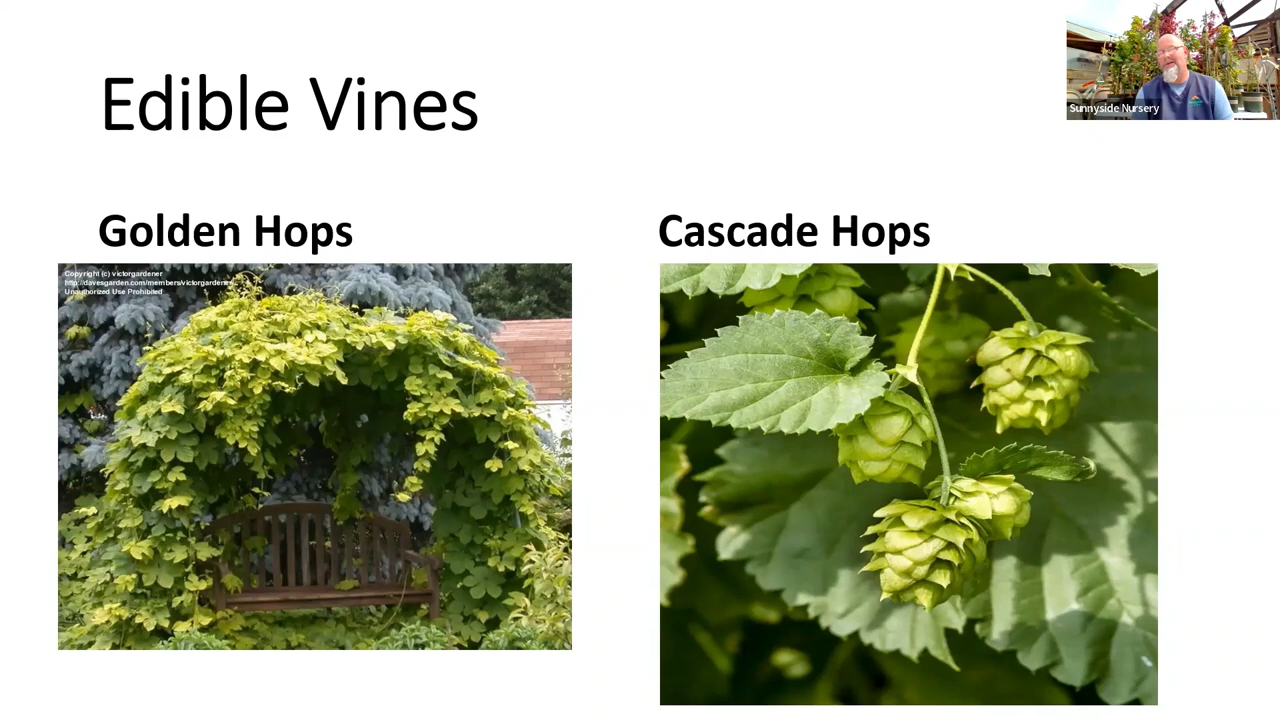 Edible Vines
Sunnyside Nursery
Golden Hops
Cascade Hops
Copyright (c) victorgardener
http://davesgarden.com/members/victorgardener
Unauthorized Use Prohibited